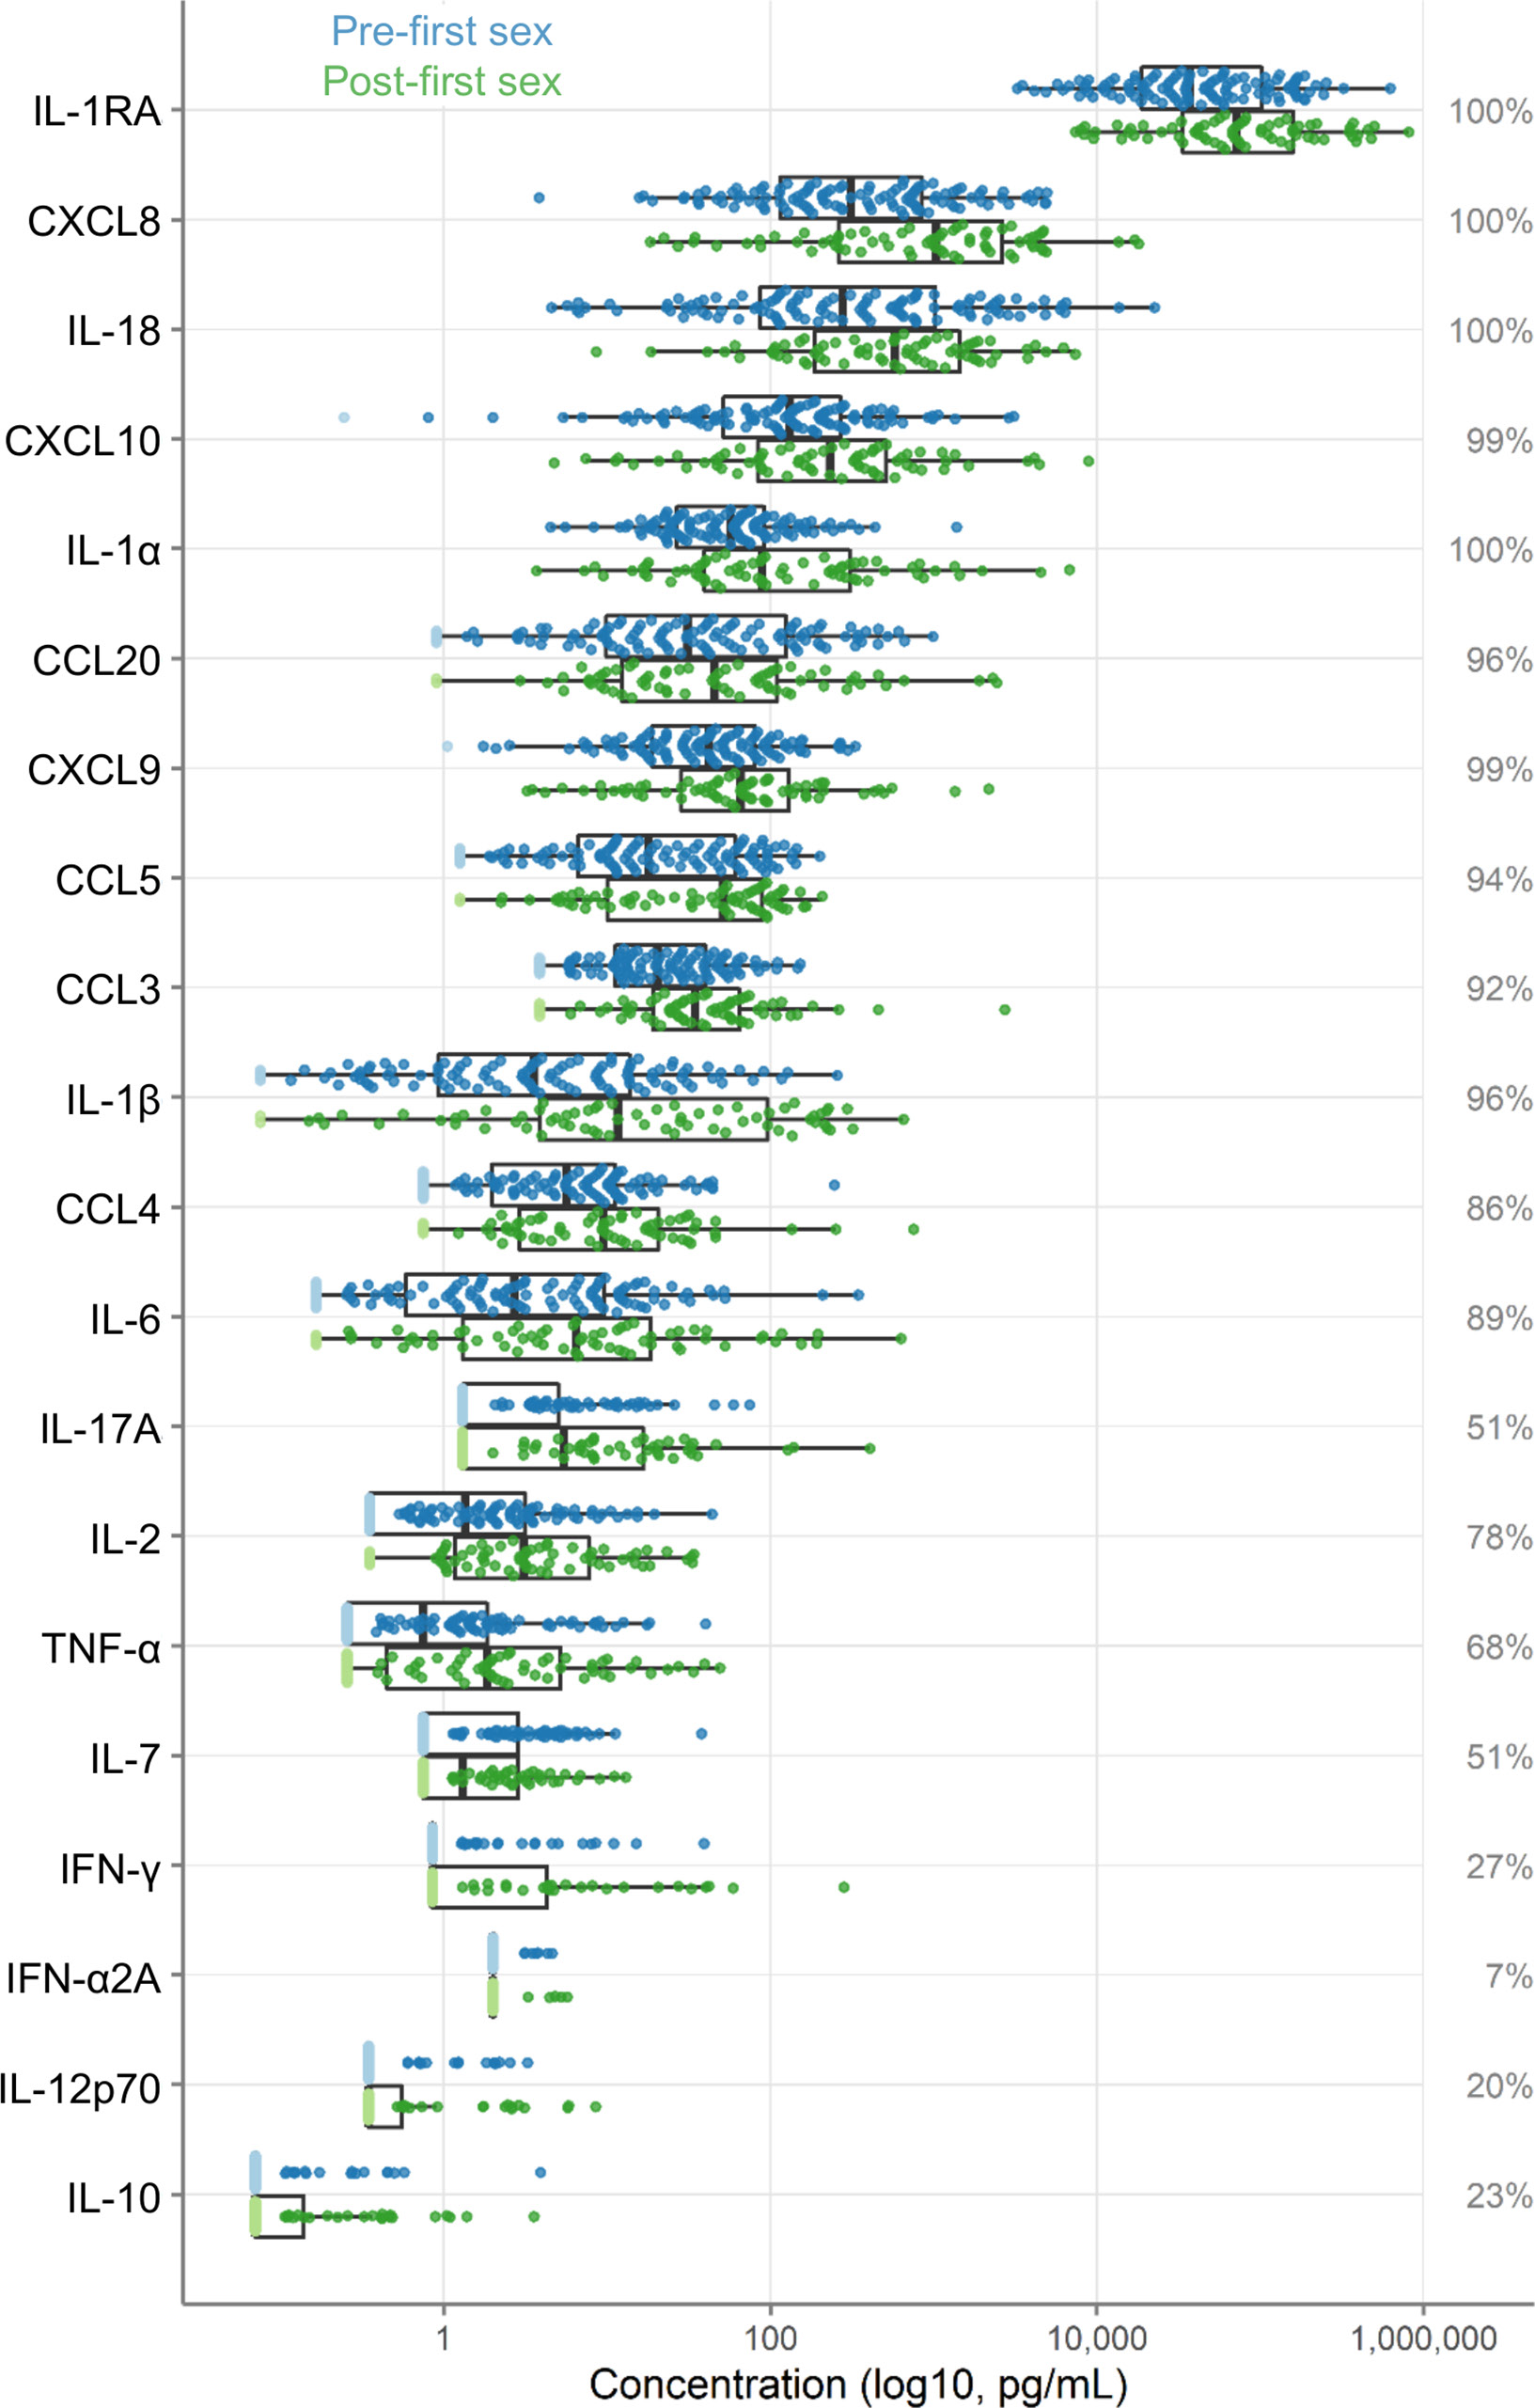 Pre-first sex
Post-first sex
IL-1RA 100%
CXCL8 100%
IL-18 100%
CXCL10 99%
IL-1α 100%
CCL20 96%
CXCL9 99%
CCL5 94%
CCL3 92%
IL-1β 96%
CCL4 86%
IL-6 89%
IL-17A 51%
IL-2 78%
TNF-α 68%
IL-7 51%
IFN-γ 27%
IFN-α2A 7%
IL-12p70 20%
IL-10 23%
1 100 10,000 1,000,000
Concentration (log10, pg/mL)